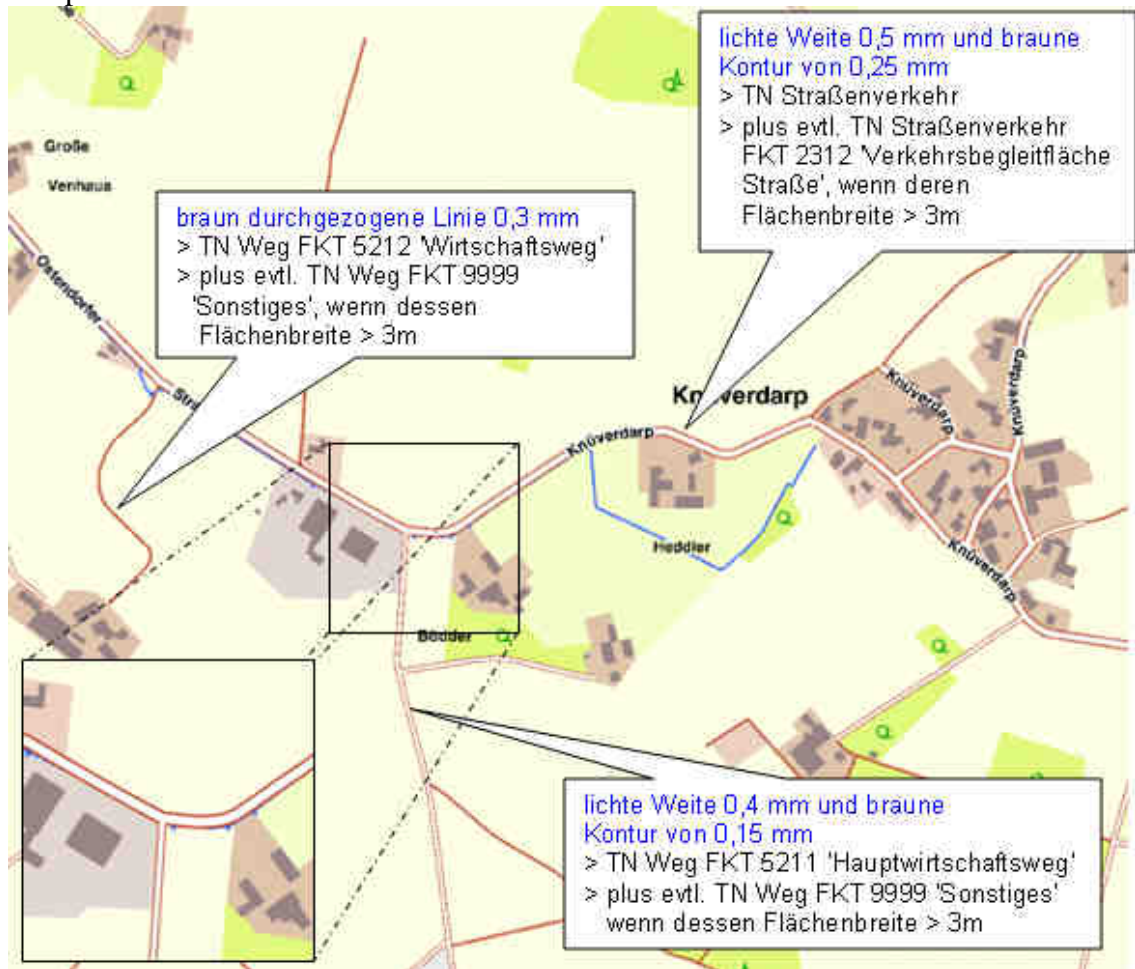 lichte Weite 0,5 mm und braune
Kontur von 0,25 mm
> TN Straßenverkehr
> plus evtl. TN Straßenverkehr
FKT 2312 'Verkehrsbegleitfläche
Straße', wenn deren
Flächenbreite > 3m
Große
Venhaus
braun durchgezogene Linie 0,3 mm
> TN Weg FKT 5212 'Wirtschaftsweg'
> plus evtl. TN Weg FKT 9999
'Sonstiges', wenn dessen
Flächenbreite > 3m
Ostendorfer
Knüverdarp
Knüverdarp
Knüverdarp
Knüverdarp
Heddier
Knüverdarp
Bödder
lichte Weite 0,4 mm und braune
Kontur von 0,15 mm
> TN Weg FKT 5211 'Hauptwirtschaftsweg'
> plus evtl. TN Weg FKT 9999 'Sonstiges'
wenn dessen Flächenbreite > 3m